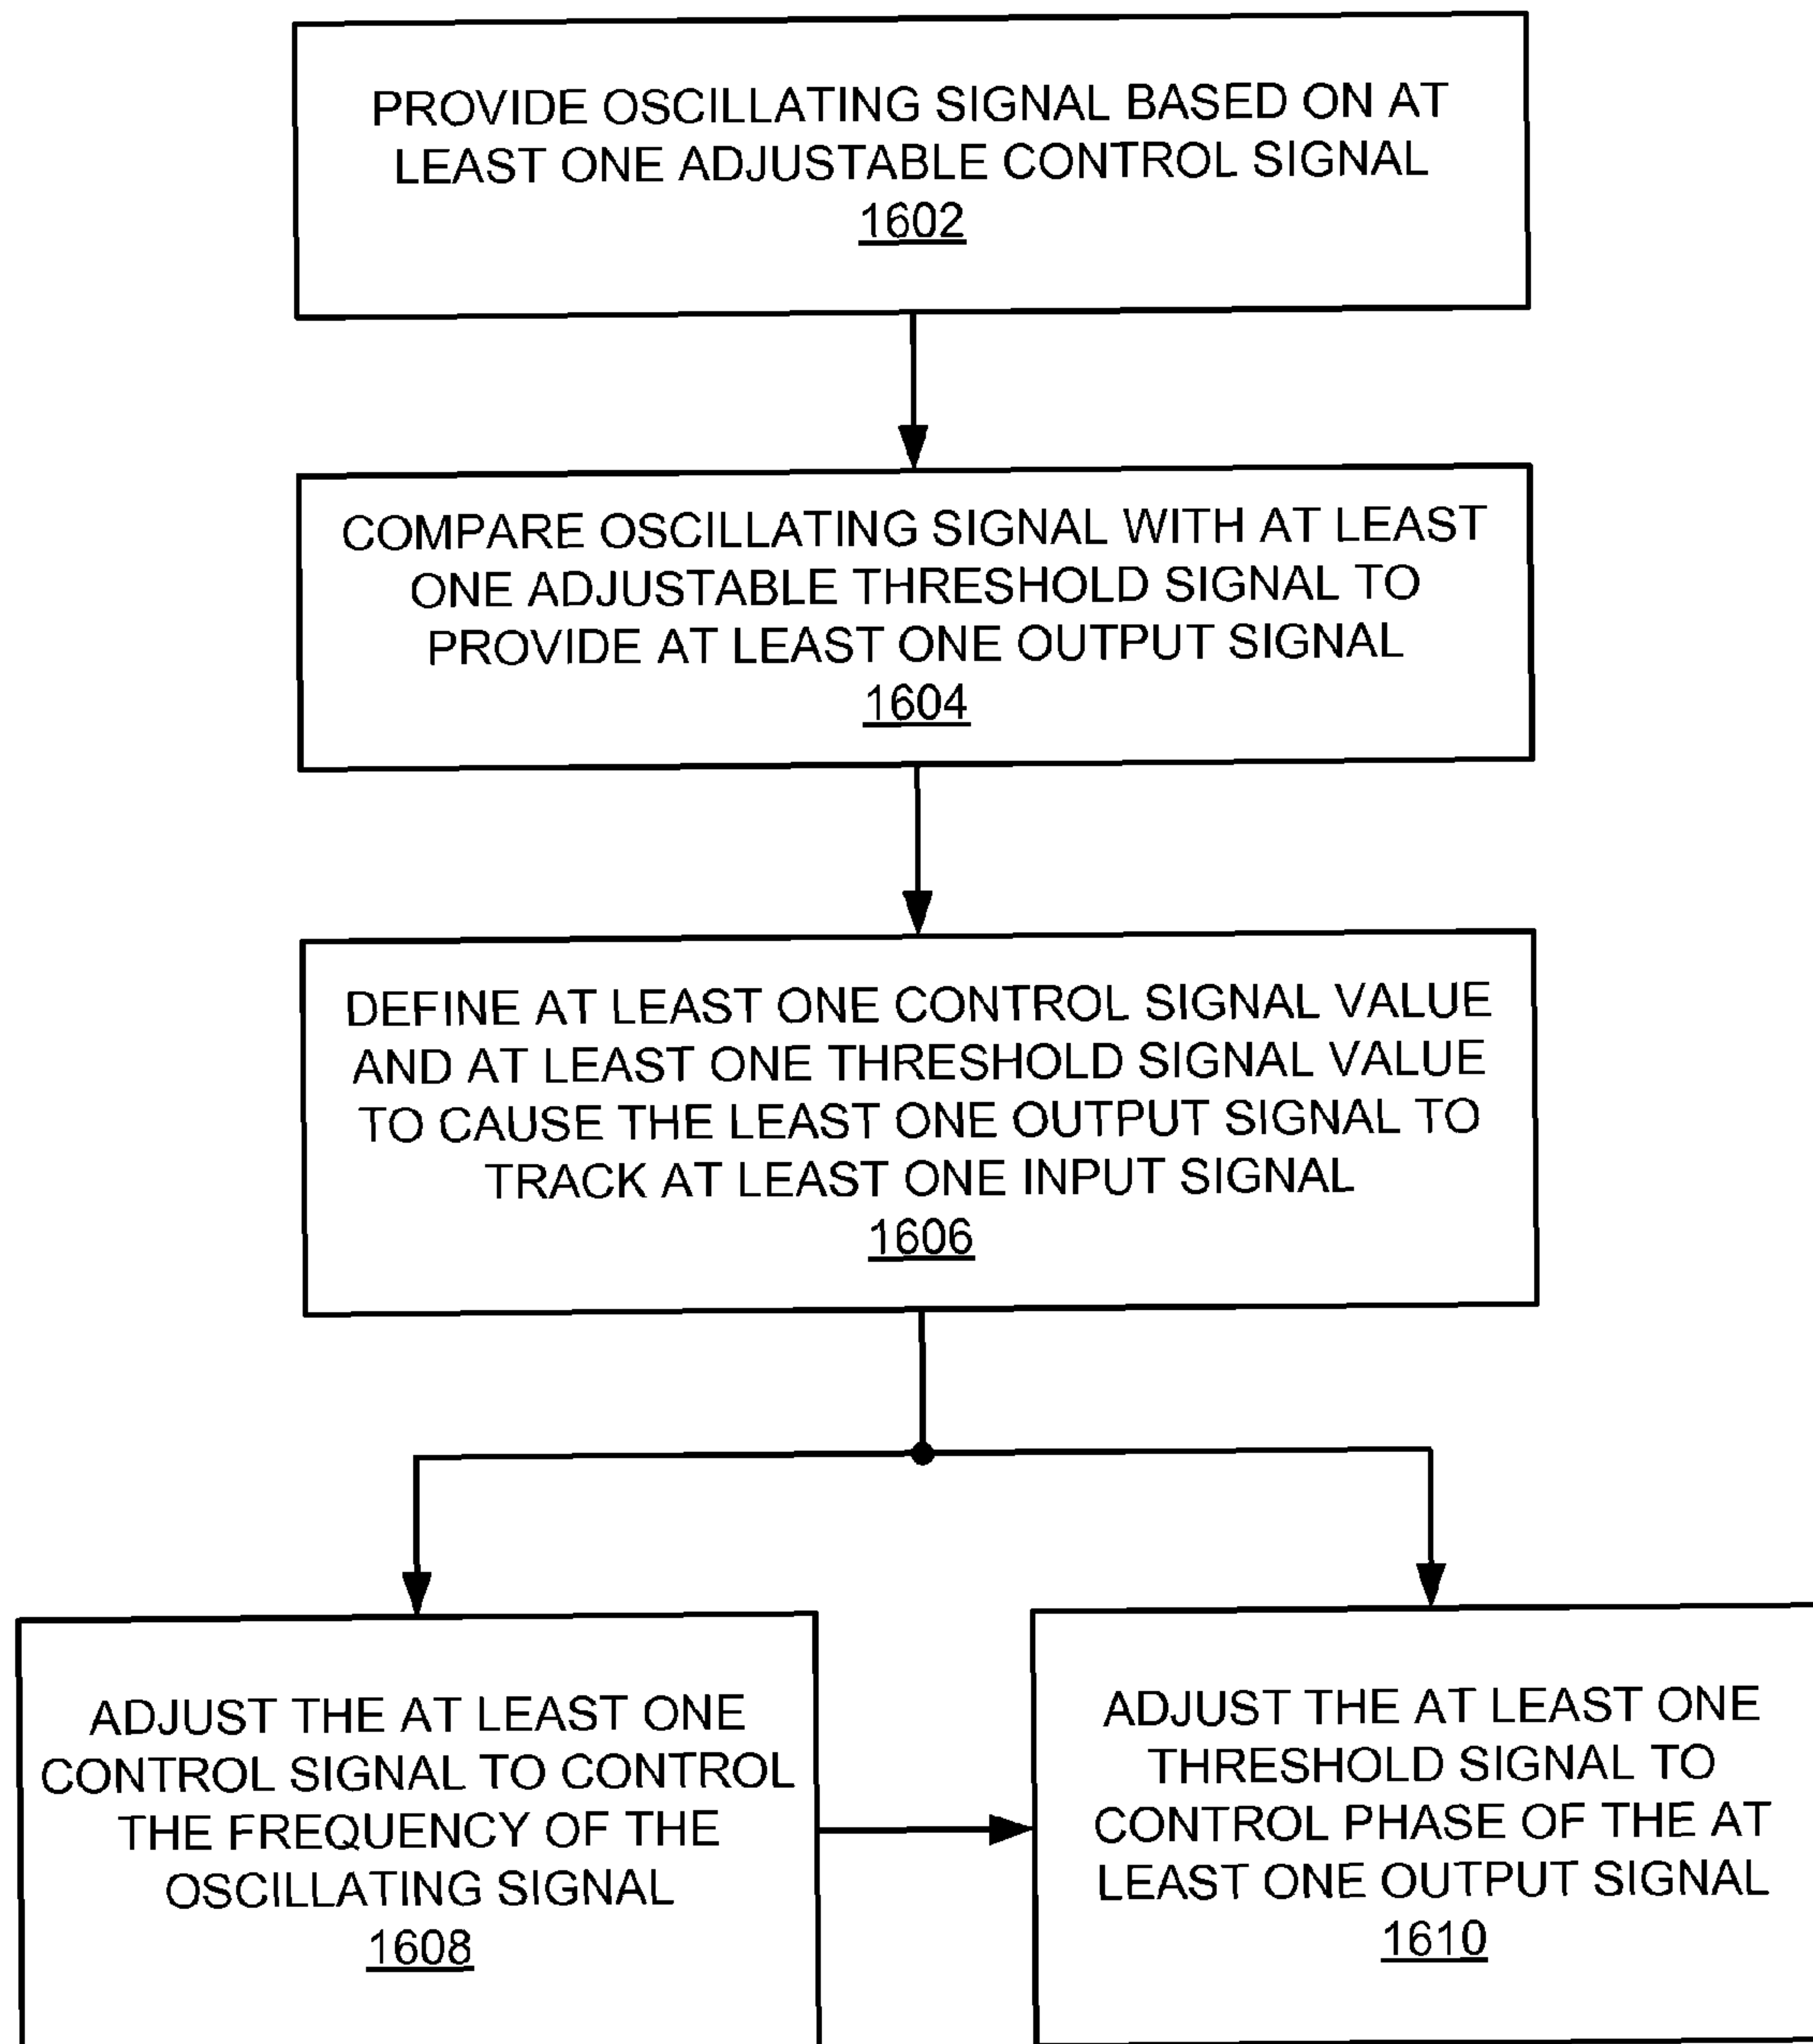 PROVIDE OSCILLATING SIGNAL BASED ON AT
LEAST ONE ADJUSTABLE CONTROL SIGNAL
1602
COMPARE OSCILLATING SIGNAL WITH AT LEAST
ONE ADJUSTABLE THRESHOLD SIGNAL TO
PROVIDE AT LEAST ONE OUTPUT SIGNAL
1604
DEFINE AT LEAST ONE CONTROL SIGNAL VALUE
AND AT LEAST ONE THRESHOLD SIGNAL VALUE
TO CAUSE THE LEAST ONE OUTPUT SIGNAL TO
TRACK AT LEAST ONE INPUT SIGNAL
1606
ADJUST THE AT LEAST ONE
CONTROL SIGNAL TO CONTROL
THE FREQUENCY OF THE
OSCILLATING SIGNAL
1608
ADJUST THE AT LEAST ONE
THRESHOLD SIGNAL TO
CONTROL PHASE OF THE AT
LEAST ONE OUTPUT SIGNAL
1610